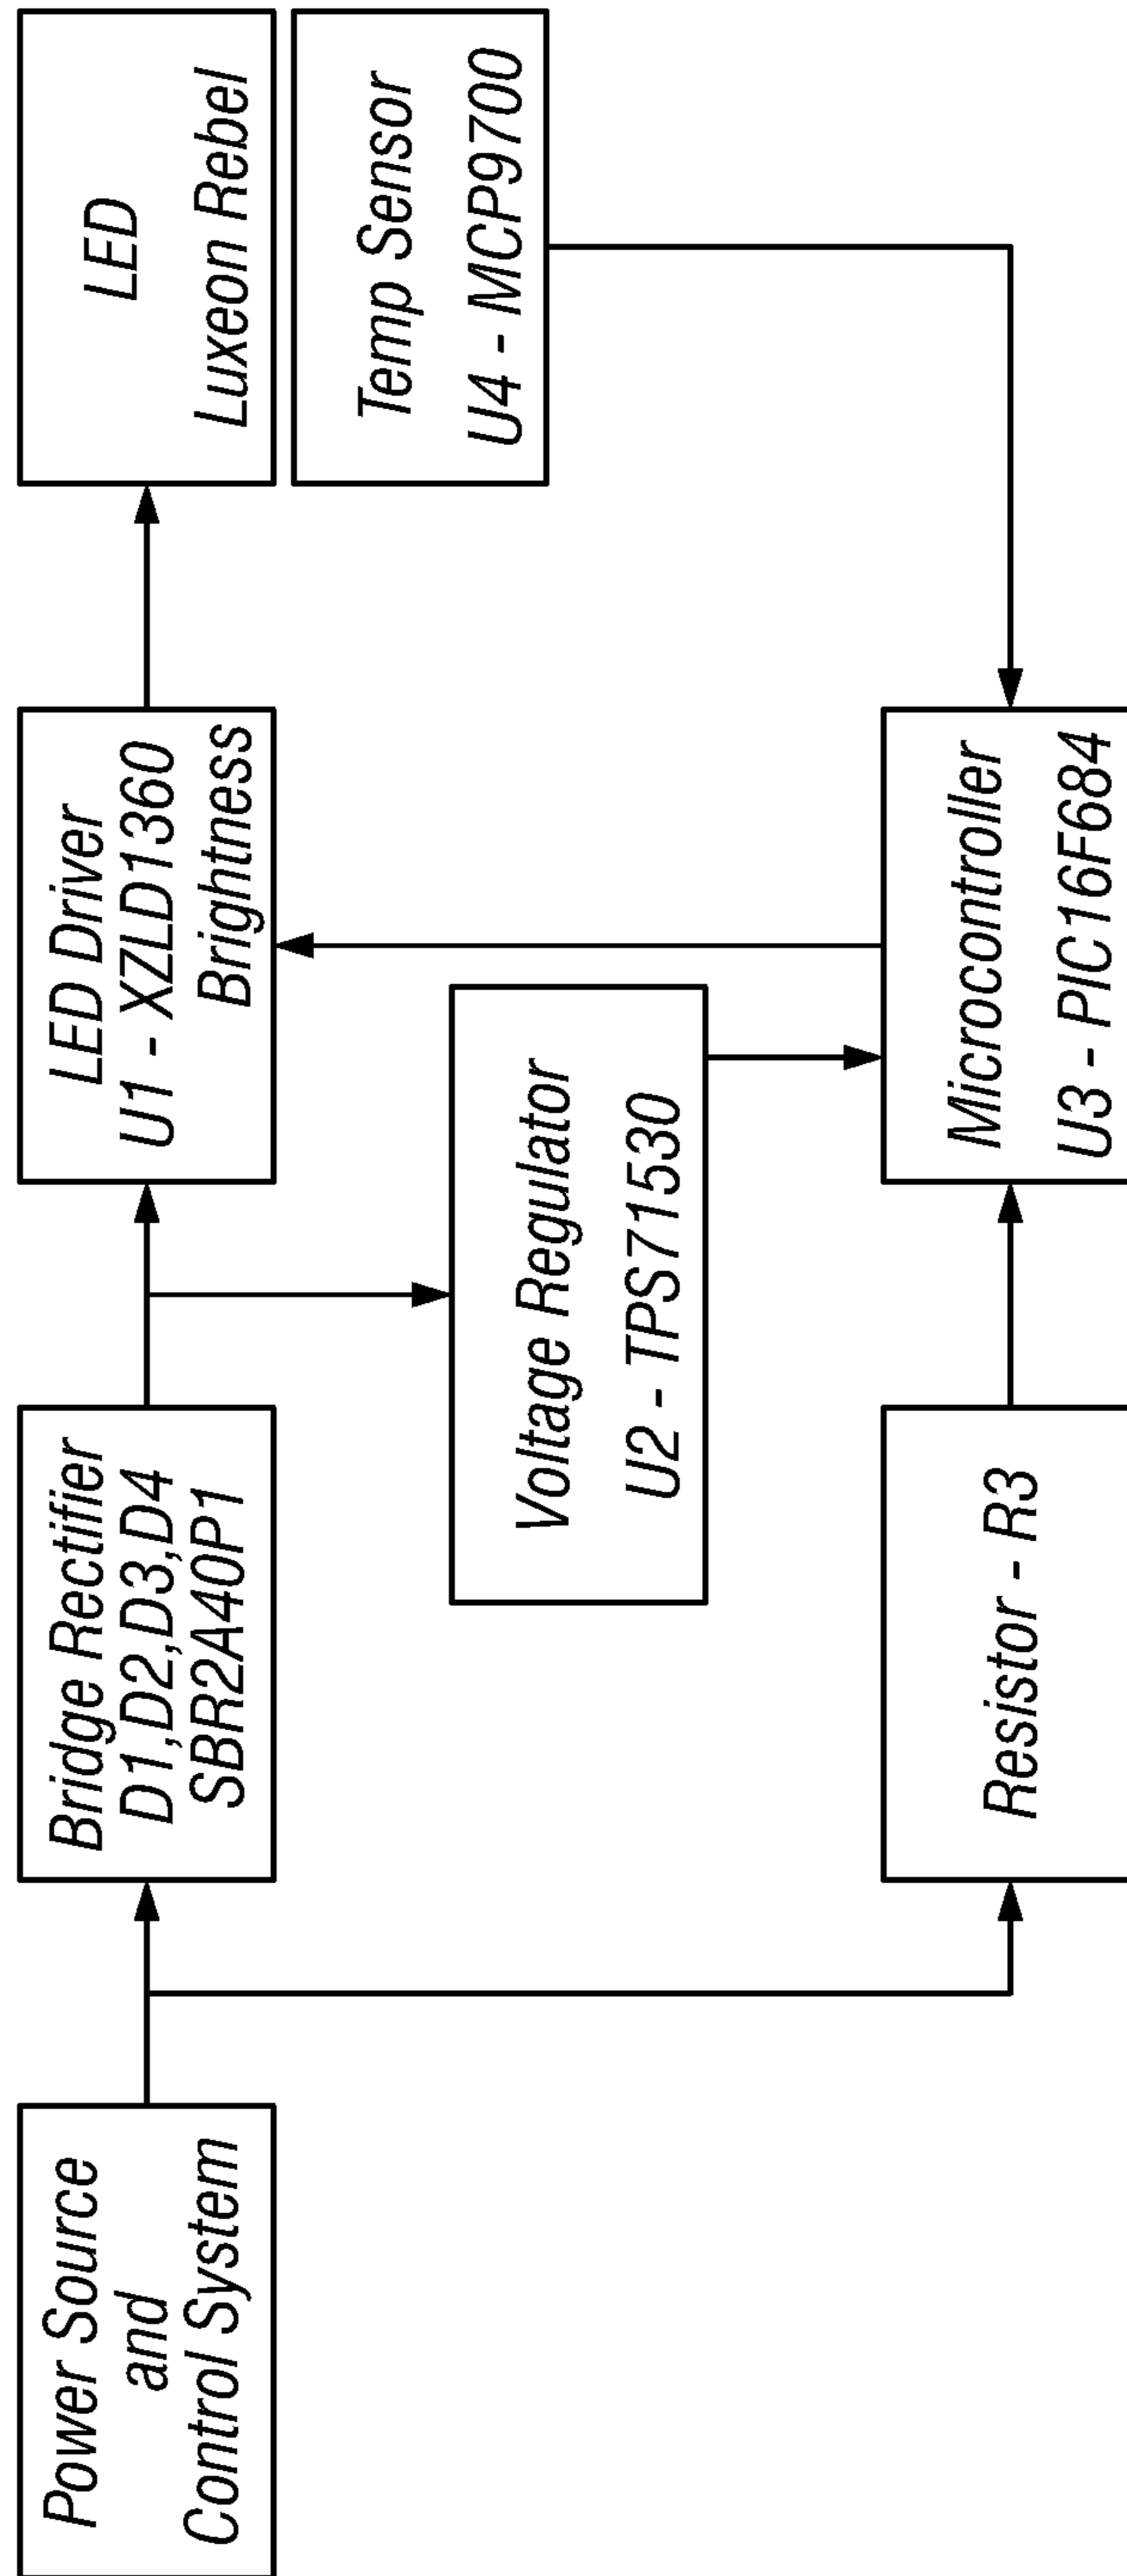 Power Source
and
Control System
Bridge Rectifier
D1,D2,D3,D4
SBR2A40P1
LED Driver
U1 - XZLD1360
Brightness
LED
Luxeon Rebel
Temp Sensor
U4 - MCP9700
Voltage Regulator
U2 - TPS71530
Resistor - R3
Microcontroller
U3 - PIC16F684